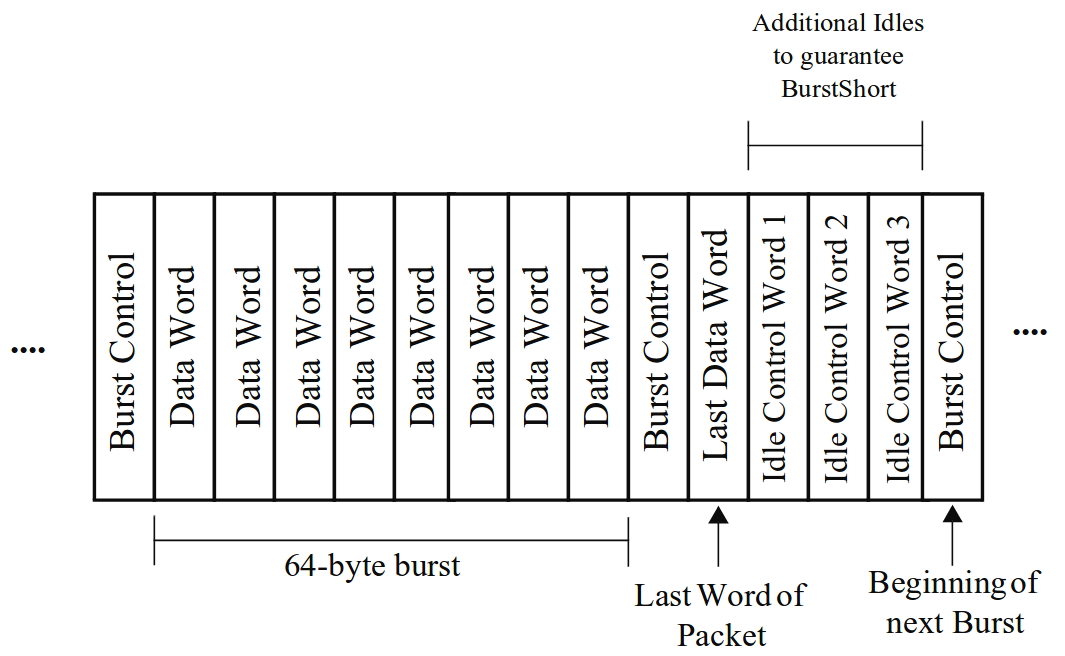 Additional Idles
to guarantee
BurstShort
....
Burst Control
Data Word
Data Word
Data Word
Data Word
Data Word
Data Word
Data Word
Data Word
Burst Control
Last Data Word
Idle Control Word 1
Idle Control Word 2
Idle Control Word 3
Burst Control
....
64-byte burst
Last Word of
Packet
Beginning of
next Burst